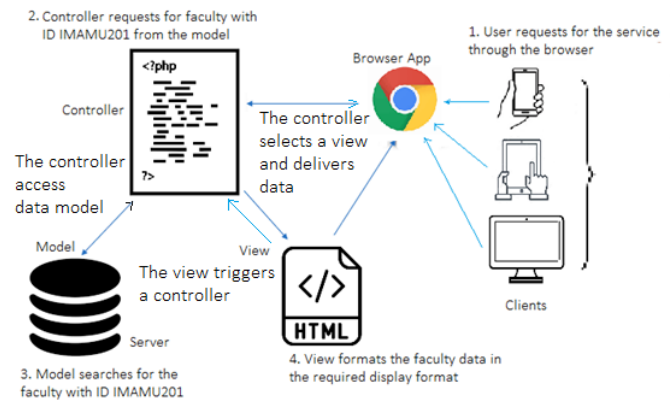 2. Controller requests for faculty with
ID IMAMU201 from the model
1. User requests for the service
through the browser
Browser App
<?php
?>
Controller
The controller
selects a view
and delivers
data
The controller
access
data model
Model
View
The view triggers
a controller
</>
HTML
Clients
Server
3. Model searches for the
faculty with ID IMAMU201
4. View formats the faculty data in
the required display format